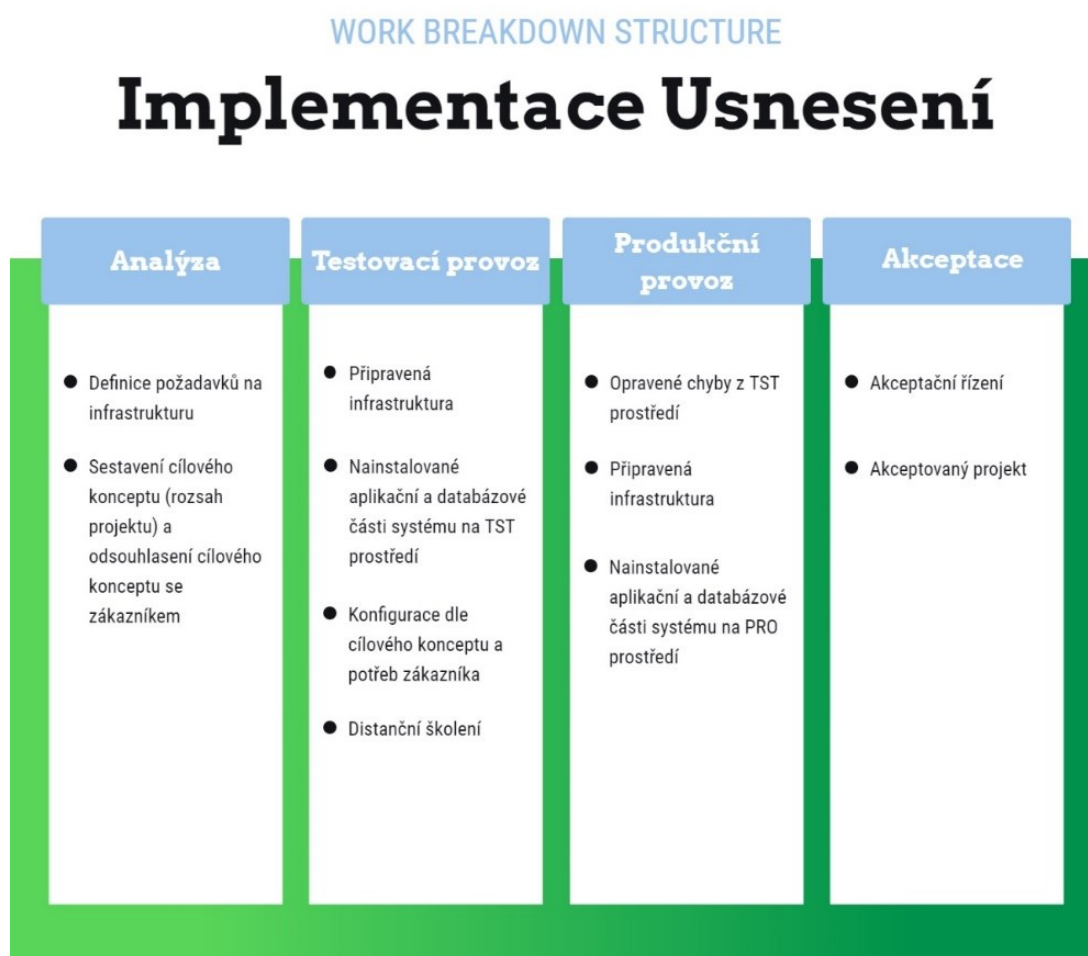 WORK BREAKDOWN STRUCTURE
Implementace Usnesení
Analýza
Definice požadavků na
infrastrukturu
Sestavení cílového
konceptu (rozsah
projektu) a
odsouhlasení cílového
konceptu se
zákazníkem
Testovací provoz
Připravená
infrastruktura
Nainstalované
aplikační a databázové
části systému na TST
prostředí
Konfigurace dle
cílového konceptu a
potřeb zákazníka
Distanční školení
Produkční
provoz
Opravené chyby z TST
prostředí
Připravená
infrastruktura
Nainstalované
aplikační a databázové
části systému na PRO
prostředí
Akceptace
Akceptační řízení
Akceptovaný projekt